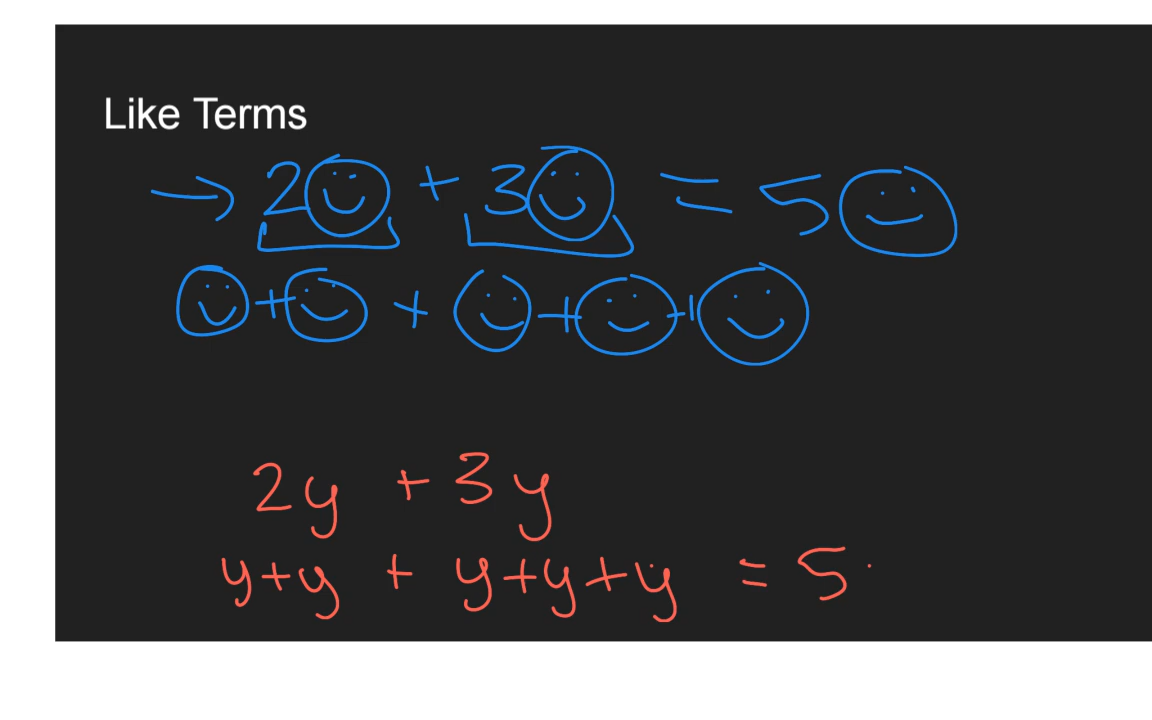 Like Terms
→ 2☺ + 3☺ = 5☺
☺+☺ + ☺+☺+☺
2y + 3y
y+y + y+y+y = 5.